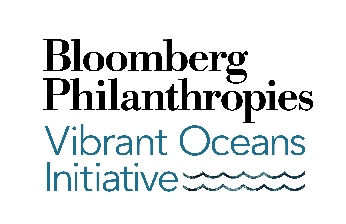 Bloomberg
Philanthropies
Vibrant Oceans
Initiative